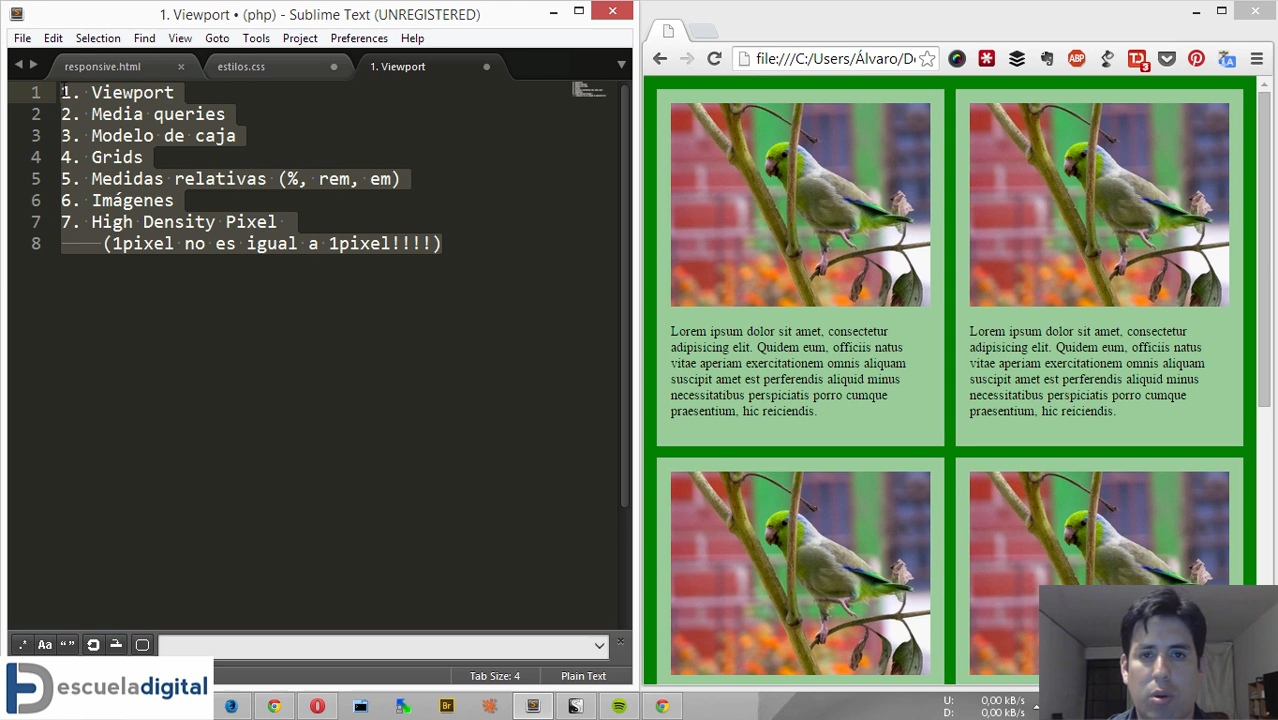 1. Viewport • (php) - Sublime Text (UNREGISTERED)
File Edit Selection Find View Goto Tools Project Preferences Help
responsive.html estilos.css 1. Viewport
1 1. Viewport
2 2. Media queries
3 3. Modelo de caja
4 4. Grids
5 5. Medidas relativas (%, rem, em)
6 6. Imágenes
7 7. High Density Pixel
8 (1pixel no es igual a 1pixel!!!!)
.* Aa “ ”
Tab Size: 4 Plain Text
escueladigital
Br
file:///C:/Users/Álvaro/De
ABP
3
Lorem ipsum dolor sit amet, consectetur
adipisicing elit. Quidem eum, officiis natus
vitae aperiam exercitationem omnis aliquam
suscipit amet est perferendis aliquid minus
necessitatibus perspiciatis porro cumque
praesentium, hic reiciendis.
Lorem ipsum dolor sit amet, consectetur
adipisicing elit. Quidem eum, officiis natus
vitae aperiam exercitationem omnis aliquam
suscipit amet est perferendis aliquid minus
necessitatibus perspiciatis porro cumque
praesentium, hic reiciendis.
U: 0,00 kB/s
D: 0,00 kB/s